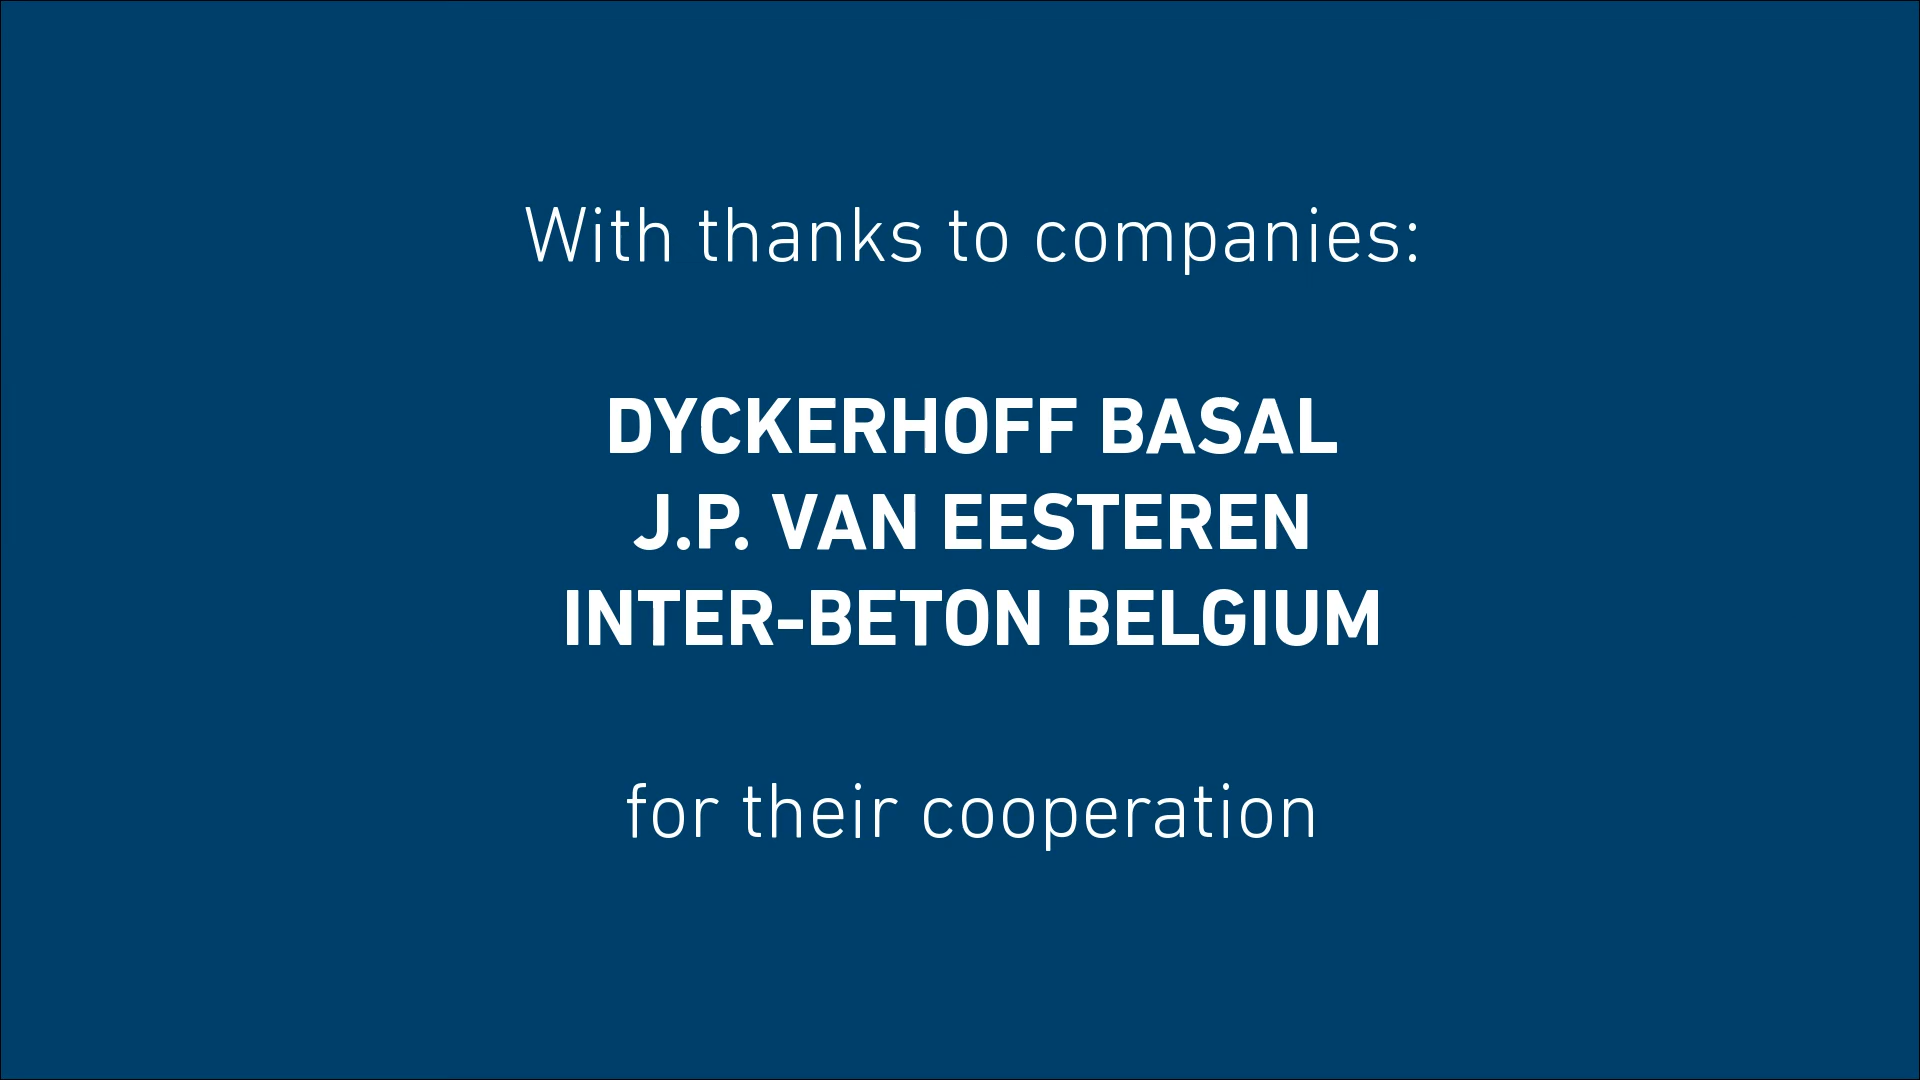 With thanks to companies:
DYCKERHOFF BASAL
J.P. VAN EESTEREN
INTER-BETON BELGIUM
for their cooperation